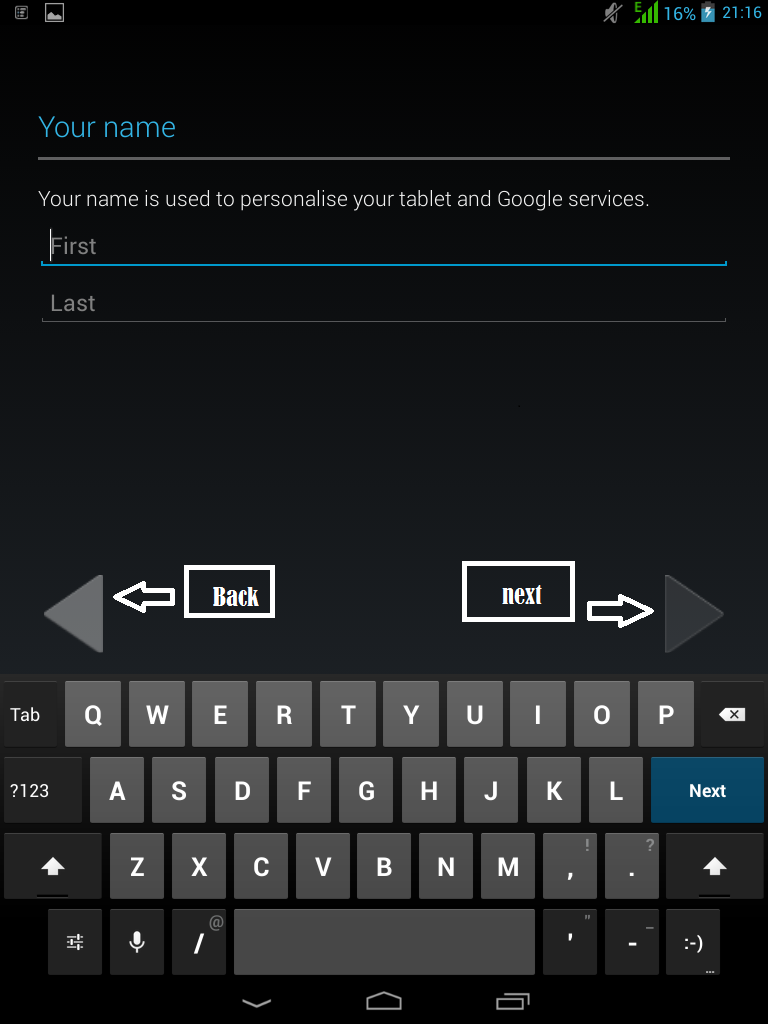 E 16% 21:16
Your name
Your name is used to personalise your tablet and Google services.
First
Last
Back
next
Tab Q W E R T Y U I O P
?123 A S D F G H J K L Next
Z X C V B N M ! , ? .
@ / " ' _ - :-) ...